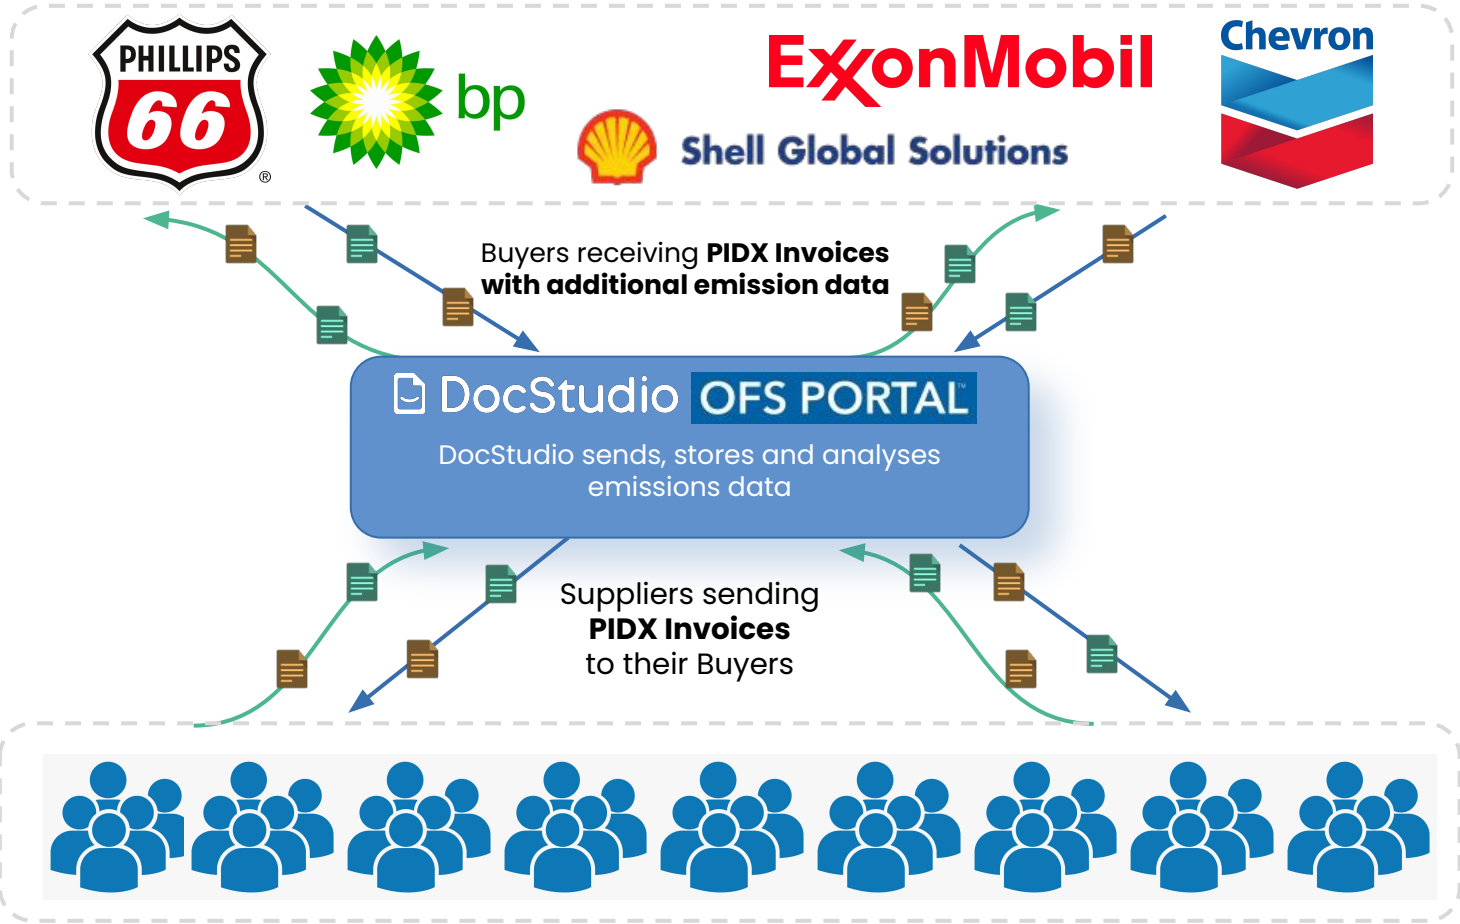 PHILLIPS
66
®
bp
ExxonMobil
Shell Global Solutions
Chevron
Buyers receiving PIDX Invoices
with additional emission data
DocStudio OFS PORTAL™
DocStudio sends, stores and analyses
emissions data
Suppliers sending
PIDX Invoices
to their Buyers